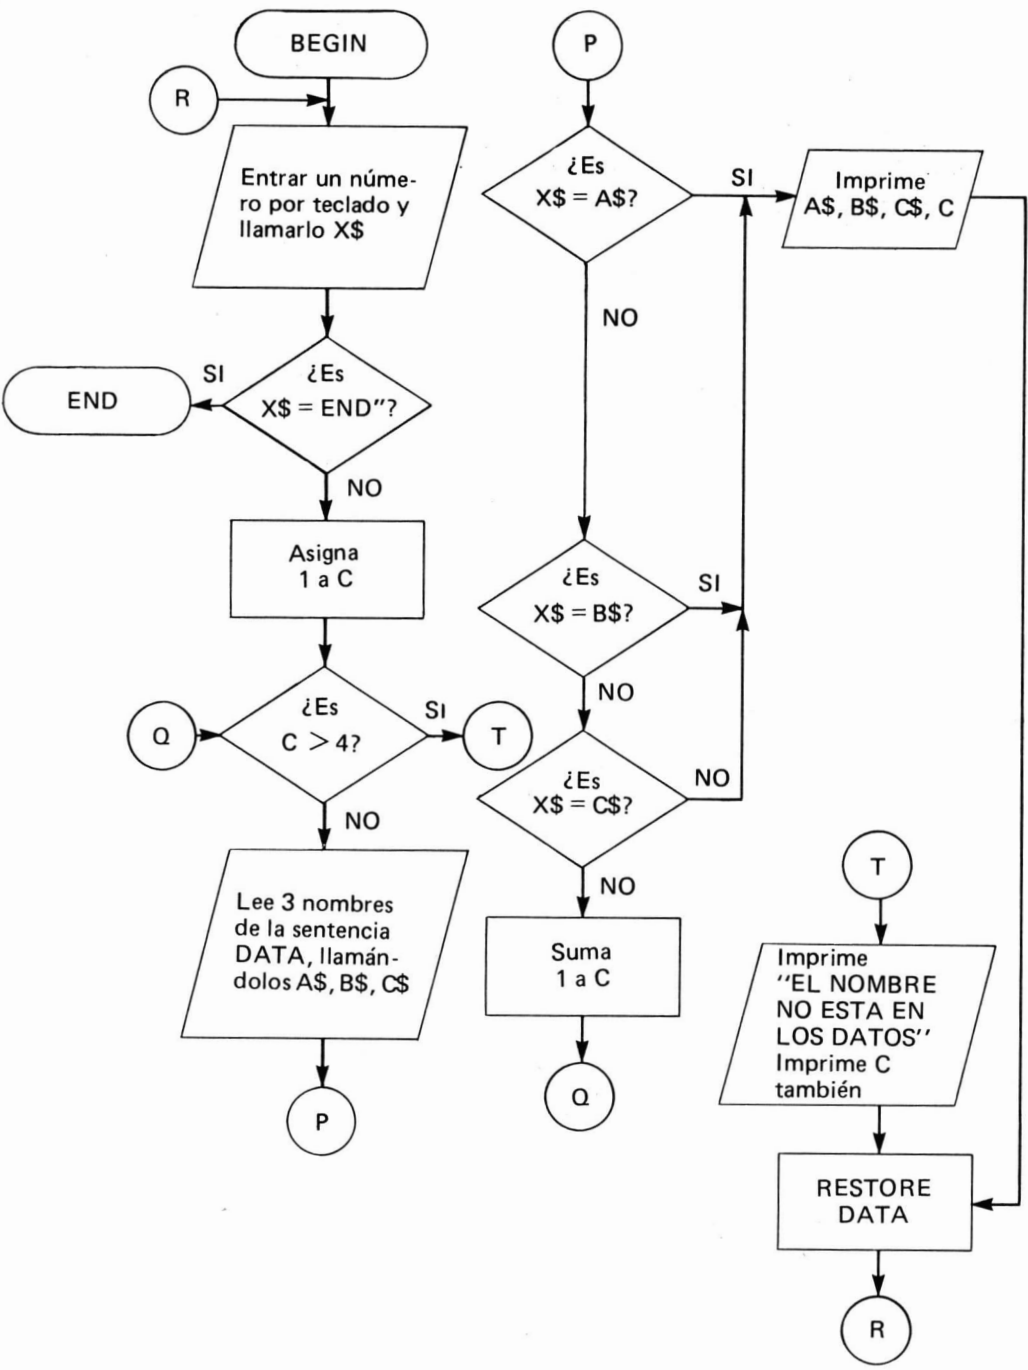 BEGIN
R
Entrar un núme-
ro por teclado y
llamarlo X$
¿Es
X$ = END"?
SI
END
NO
Asigna
1 a C
Q
¿Es
C > 4?
SI
T
NO
Lee 3 nombres
de la sentencia
DATA, llamán-
dolos A$, B$, C$
P
P
¿Es
X$ = A$?
SI
Imprime
A$, B$, C$, C
NO
¿Es
X$ = B$?
SI
NO
¿Es
X$ = C$?
NO
NO
Suma
1 a C
Q
T
Imprime
"EL NOMBRE
NO ESTA EN
LOS DATOS"
Imprime C
también
RESTORE
DATA
R